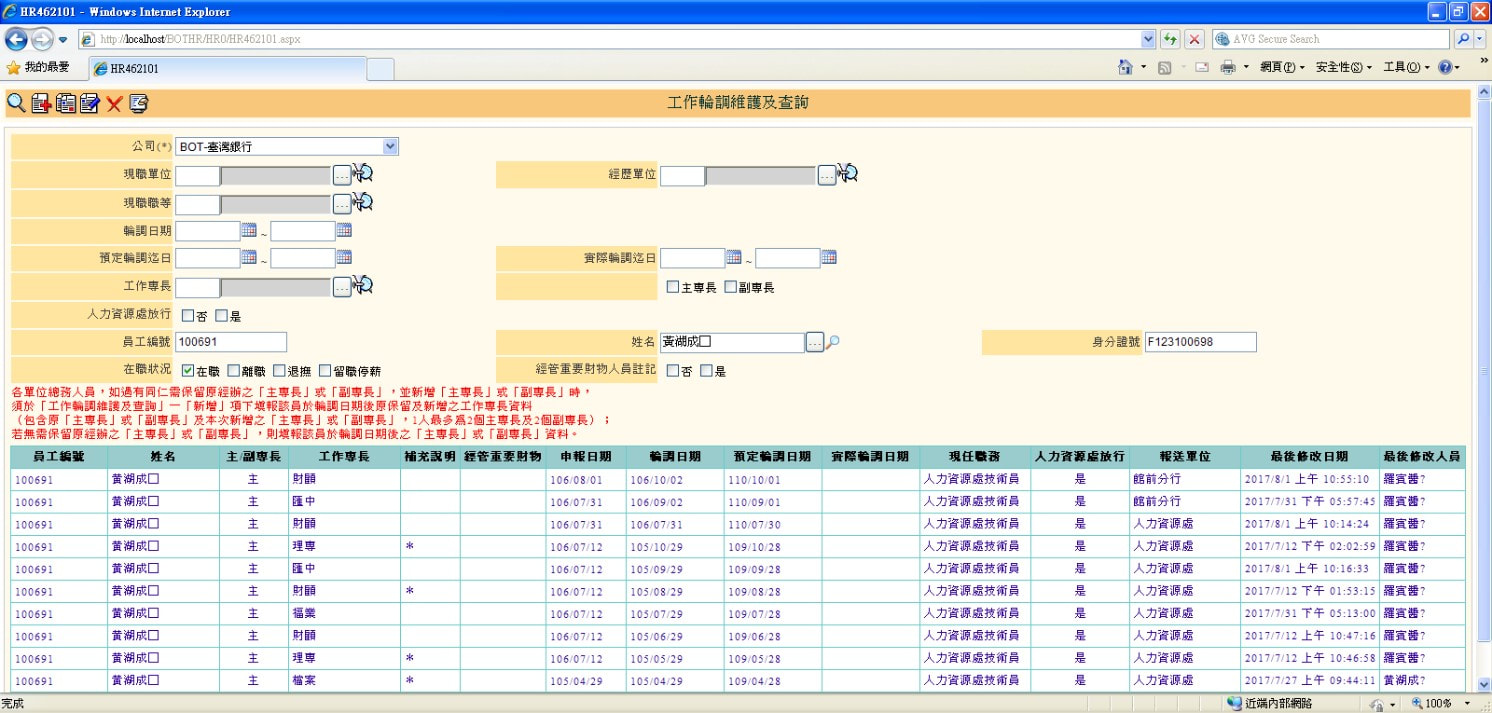 HR462101 - Windows Internet Explorer
http://localhost/BOTHR/HR0/HR462101.aspx
AVG Secure Search
我的最愛 HR462101 網頁(P) 安全性(S) 工具(O)
工作輪調維護及查詢
公司(*) BOT-臺灣銀行
現職單位 ... 經歷單位 ...
現職職等 ...
輪調日期 ~
預定輪調迄日 ~ 實際輪調迄日 ~
工作專長 ... 主專長 副專長
人力資源處放行 否 是
員工編號 100691 姓名 黃湖成□ ... 身分證號 F123100698
在職狀況 在職 離職 退撫 留職停薪 經管重要財物人員註記 否 是
各單位總務人員，如遇有同仁需保留原經辦之「主專長」或「副專長」，並新增「主專長」或「副專長」時，
須於「工作輪調維護及查詢」—「新增」項下填報該員於輪調日期後原保留及新增之工作專長資料
（包含原「主專長」或「副專長」及本次新增之「主專長」或「副專長」，1人最多為2個主專長及2個副專長）；
若無需保留原經辦之「主專長」或「副專長」，則填報該員於輪調日期後之「主專長」或「副專長」資料。
員工編號 姓名 主/副專長 工作專長 補充說明 經管重要財物 申報日期 輪調日期 預定輪調日期 實際輪調日期 現任職務 人力資源處放行 報送單位 最後修改日期 最後修改人員
100691 黃湖成□ 主 財顧 106/08/01 106/10/02 110/10/01 人力資源處技術員 是 館前分行 2017/8/1 上午 10:55:10 羅賓醬?
100691 黃湖成□ 主 匯中 106/07/31 106/09/02 110/09/01 人力資源處技術員 是 館前分行 2017/7/31 下午 05:57:45 羅賓醬?
100691 黃湖成□ 主 財顧 106/07/31 106/07/31 110/07/30 人力資源處技術員 是 人力資源處 2017/8/1 上午 10:14:24 羅賓醬?
100691 黃湖成□ 主 理專 * 106/07/12 105/10/29 109/10/28 人力資源處技術員 是 人力資源處 2017/7/12 下午 02:02:59 羅賓醬?
100691 黃湖成□ 主 匯中 106/07/12 105/09/29 109/09/28 人力資源處技術員 是 人力資源處 2017/8/1 上午 10:16:33 羅賓醬?
100691 黃湖成□ 主 財顧 * 106/07/12 105/08/29 109/08/28 人力資源處技術員 是 人力資源處 2017/7/12 下午 01:53:15 羅賓醬?
100691 黃湖成□ 主 福業 106/07/12 105/07/29 109/07/28 人力資源處技術員 是 人力資源處 2017/7/31 下午 05:13:00 羅賓醬?
100691 黃湖成□ 主 財顧 106/07/12 105/06/29 109/06/28 人力資源處技術員 是 人力資源處 2017/7/12 上午 10:47:16 羅賓醬?
100691 黃湖成□ 主 理專 * 106/07/12 105/05/29 109/05/28 人力資源處技術員 是 人力資源處 2017/7/12 上午 10:46:58 羅賓醬?
100691 黃湖成□ 主 檔案 * 105/04/29 105/04/29 109/04/28 人力資源處技術員 是 人力資源處 2017/7/27 上午 09:44:11 黃湖成?
完成 近端內部網路 100%